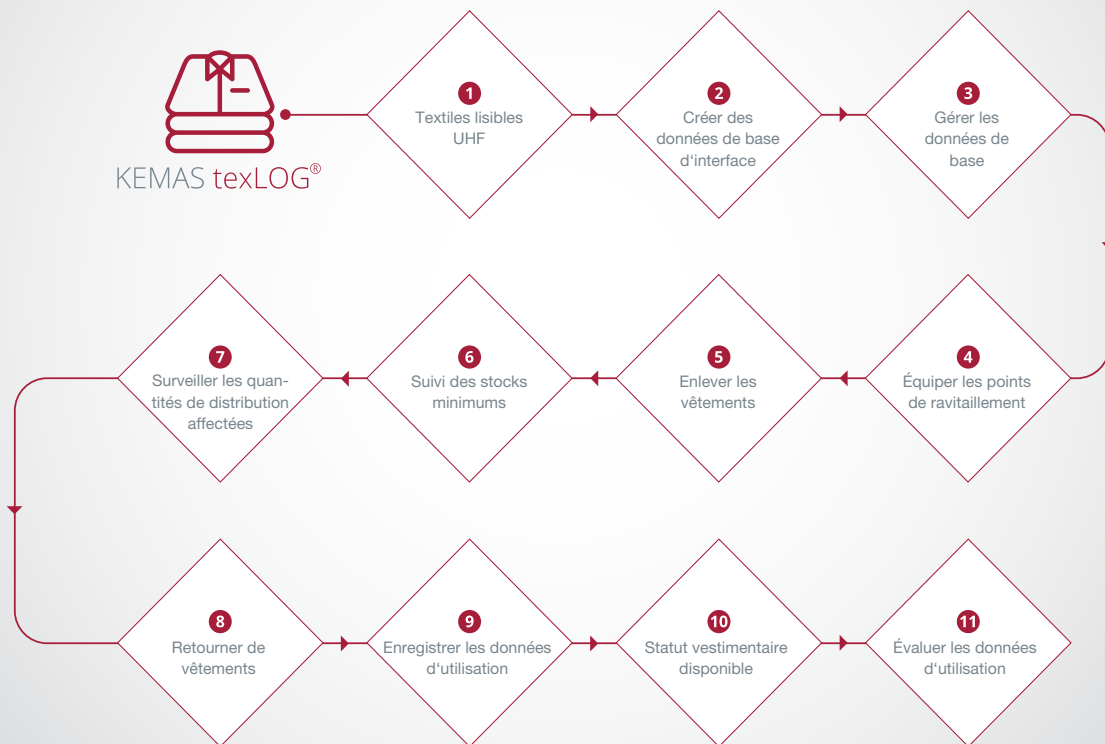 KEMAS texLOG®
1
Textiles lisibles
UHF
2
Créer des
données de base
d‘interface
3
Gérer les
données de
base
4
Équiper les points
de ravitaillement
5
Enlever les
vêtements
6
Suivi des stocks
minimums
7
Surveiller les quan-
tités de distribution
affectées
8
Retourner de
vêtements
9
Enregistrer les données
d‘utilisation
10
Statut vestimentaire
disponible
11
Évaluer les données
d‘utilisation